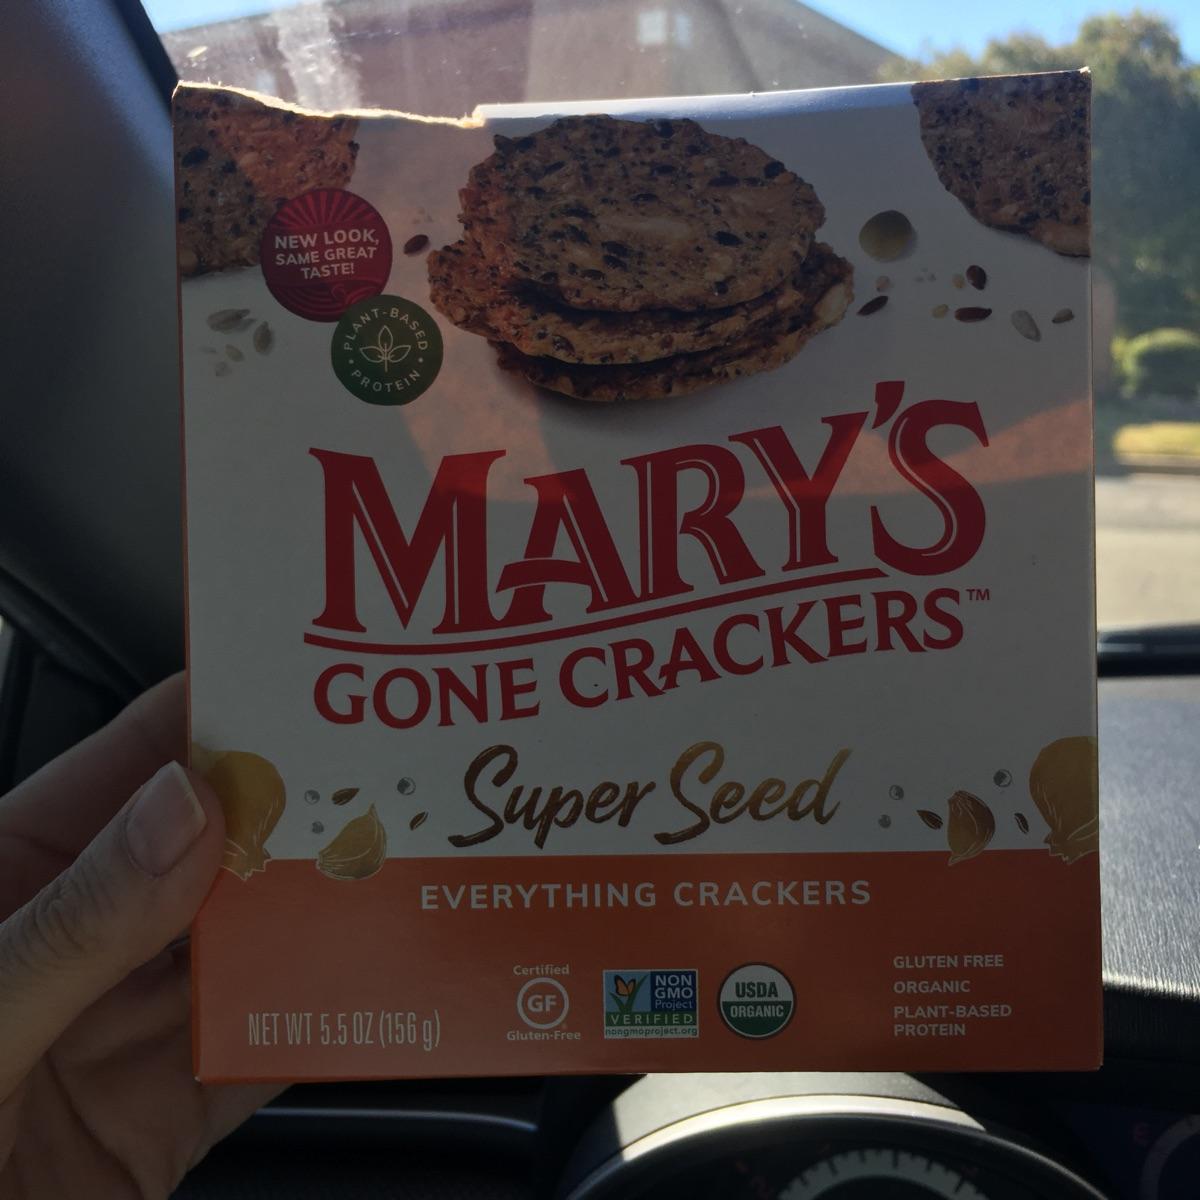 NEW LOOK,
SAME GREAT
TASTE!
PLANT-BASED
PROTEIN
MARY'S
GONE CRACKERS™
Super Seed
EVERYTHING CRACKERS
NET WT 5.5 OZ (156 g)
Certified
GF
Gluten-Free
NON
GMO
Project
VERIFIED
nongmoproject.org
USDA
ORGANIC
GLUTEN FREE
ORGANIC
PLANT-BASED
PROTEIN